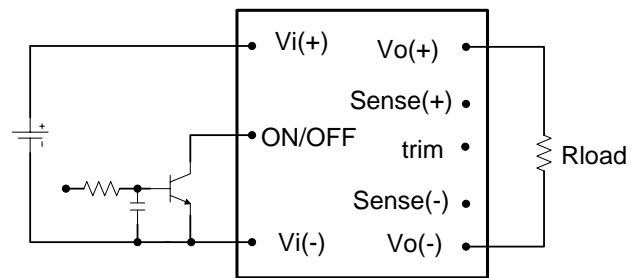 Vi(+)
Vo(+)
Sense(+)
ON/OFF
trim
Rload
Sense(-)
Vi(-)
Vo(-)
+
-